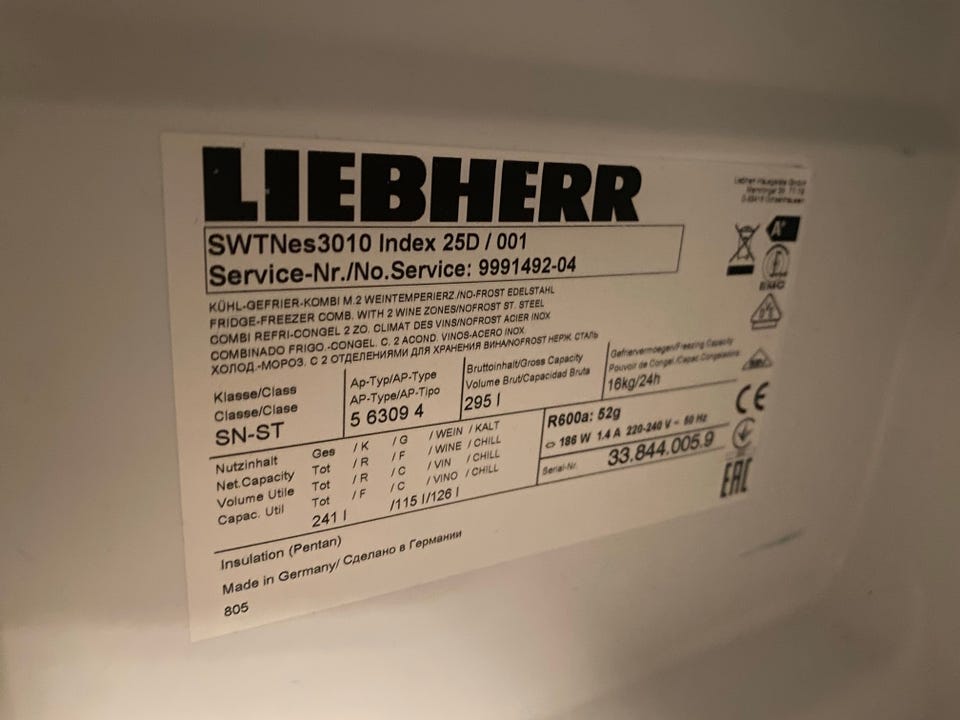 LIEBHERR
Liebherr Hausgeräte GmbH
SWTNes3010 Index 25D / 001
Service-Nr./No.Service: 9991492-04
A+
EMC
KÜHL-GEFRIER-KOMBI M.2 WEINTEMPERIERZ./NO-FROST EDELSTAHL
FRIDGE-FREEZER COMB. WITH 2 WINE ZONES/NOFROST ST. STEEL
COMBI REFRI-CONGEL 2 ZO. CLIMAT DES VINS/NOFROST ACIER INOX
COMBINADO FRIGO.-CONGEL. C. 2 ACOND. VINOS-ACERO INOX
ХОЛОД.-МОРОЗ. С 2 ОТДЕЛЕНИЯМИ ДЛЯ ХРАНЕНИЯ ВИНА/NOFROST НЕРЖ. СТАЛЬ
Klasse/Class
Classe/Clase
SN-ST
Ap-Typ/AP-Type
AP-Type/AP-Tipo
5 6309 4
Bruttoinhalt/Gross Capacity
Volume Brut/Capacidad Bruta
295 l
Gefriervermoegen/Freezing Capacity
Pouvoir de Congel./Capac.Congelacion
16kg/24h
Nutzinhalt Ges / K / G / WEIN / KALT
Net.Capacity Tot / R / F / WINE / CHILL
Volume Utile Tot / R / C / VIN / CHILL
Capac. Util Tot / F / C / VINO / CHILL
241 l /115 l/126 l
R600a: 52g
186 W 1.4 A 220-240 V ~ 50 Hz
Serial-Nr. 33.844.005.9
CE
EAC
Insulation (Pentan)
Made in Germany/ Сделано в Германии
805